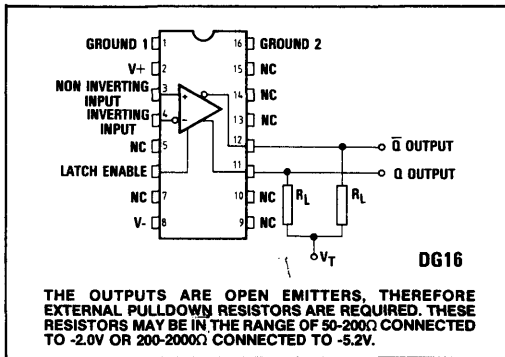 GROUND 1 1 16 GROUND 2
V+ 2 15 NC
NON INVERTING INPUT 3 + 14 NC
INVERTING INPUT 4 − 13 NC
NC 5 12 Q̅ OUTPUT
LATCH ENABLE 11 Q OUTPUT
NC 7 10 NC
V- 8 9 NC
RL RL
VT
DG16
THE OUTPUTS ARE OPEN EMITTERS, THEREFORE
EXTERNAL PULLDOWN RESISTORS ARE REQUIRED. THESE
RESISTORS MAY BE IN THE RANGE OF 50-200Ω CONNECTED
TO -2.0V OR 200-2000Ω CONNECTED TO -5.2V.